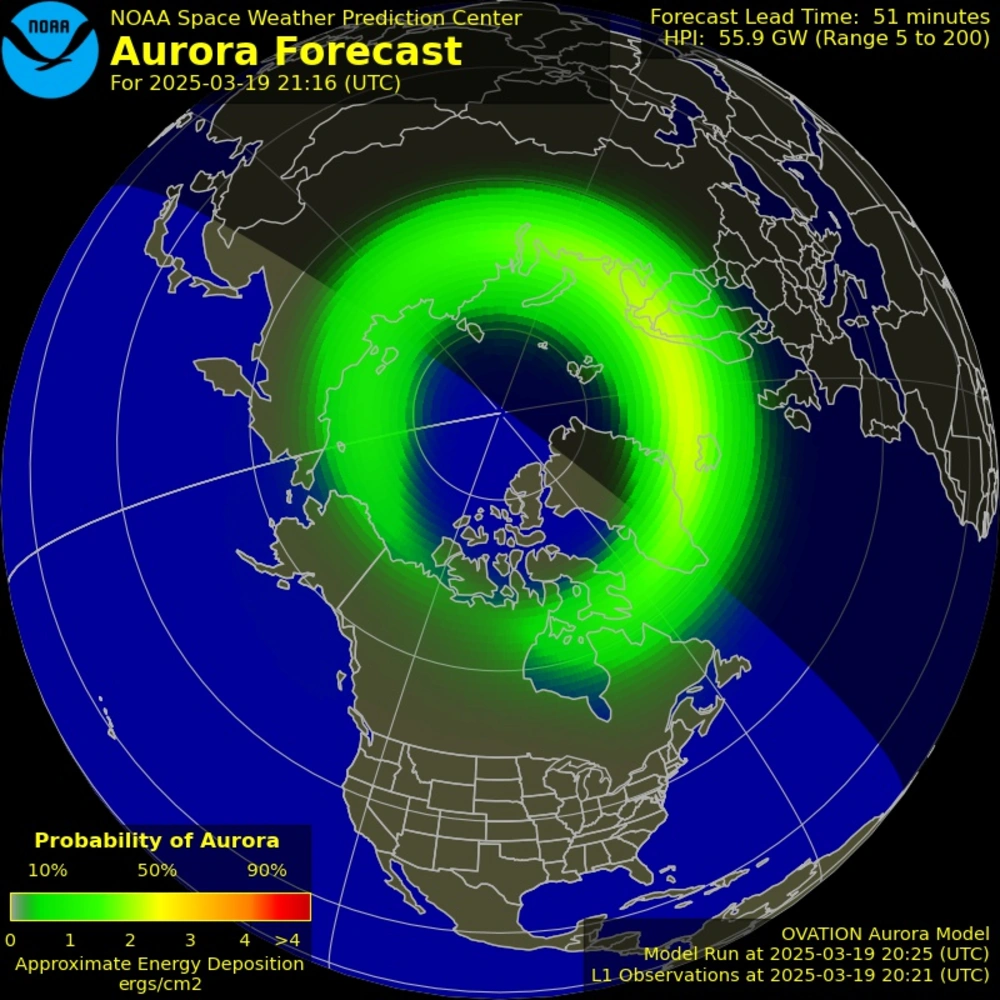 NOAA
NOAA Space Weather Prediction Center
Aurora Forecast
For 2025-03-19 21:16 (UTC)
Forecast Lead Time: 51 minutes
HPI: 55.9 GW (Range 5 to 200)
Probability of Aurora
10% 50% 90%
0 1 2 3 4 >4
Approximate Energy Deposition
ergs/cm2
OVATION Aurora Model
Model Run at 2025-03-19 20:25 (UTC)
L1 Observations at 2025-03-19 20:21 (UTC)